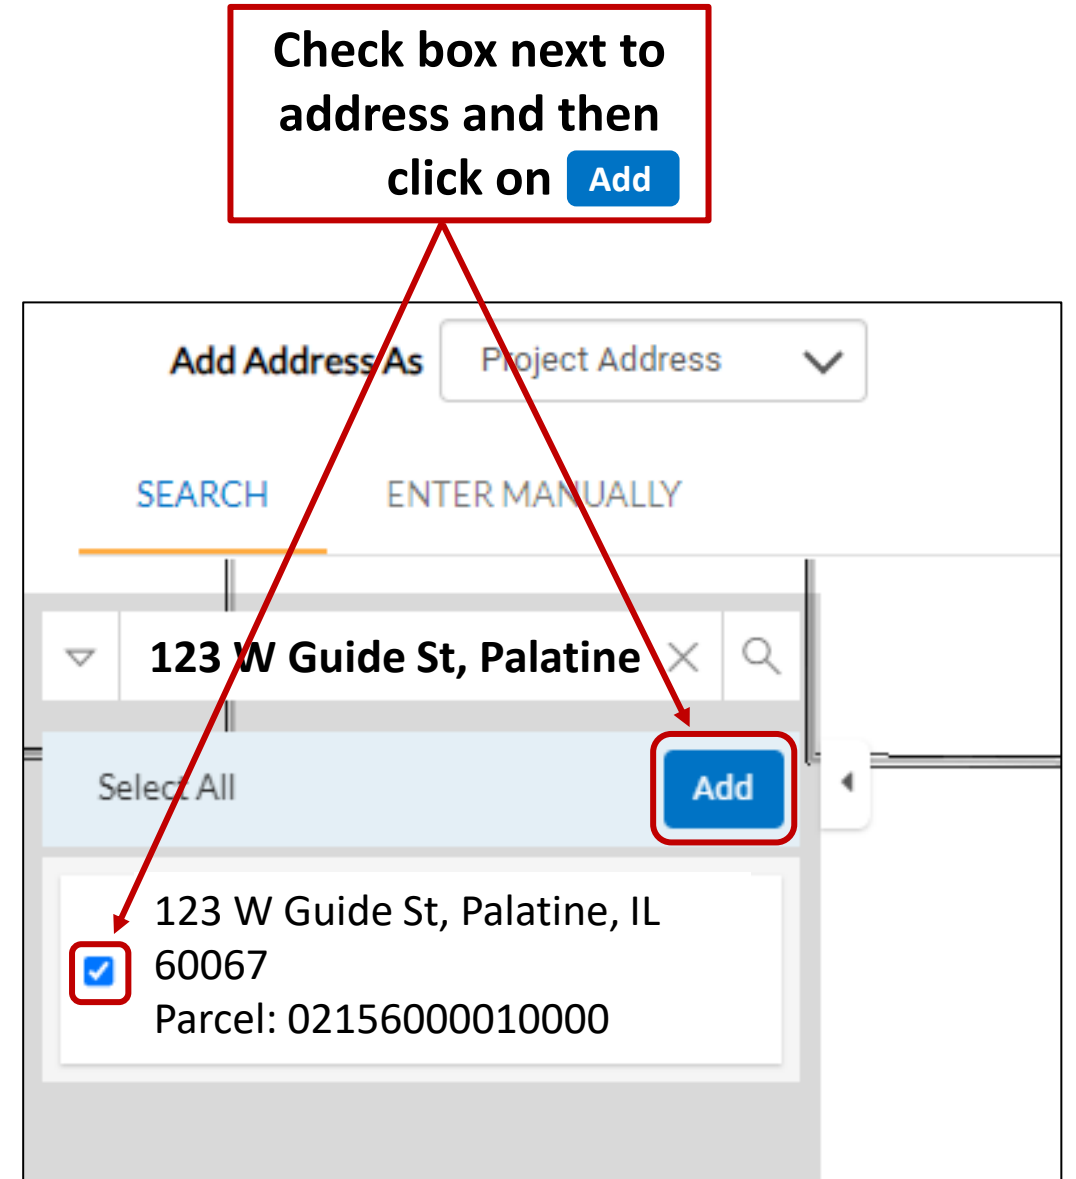 Check box next to
address and then
click on Add
Add Address As Project Address
SEARCH ENTER MANUALLY
123 W Guide St, Palatine
Select All Add
123 W Guide St, Palatine, IL
60067
Parcel: 02156000010000